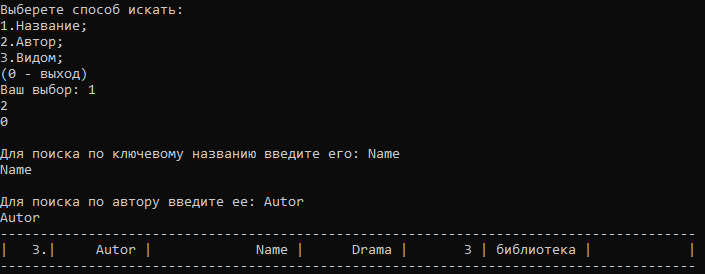 Выберете способ искать:
1.Название;
2.Автор;
3.Видом;
(0 - выход)
Ваш выбор: 1
2
0
Для поиска по ключевому названию введите его: Name
Name
Для поиска по автору введите ее: Autor
Autor
---------------------------------------------------------------------------------------
|   3.|     Autor |             Name |      Drama |       3 | библиотека |            |
---------------------------------------------------------------------------------------